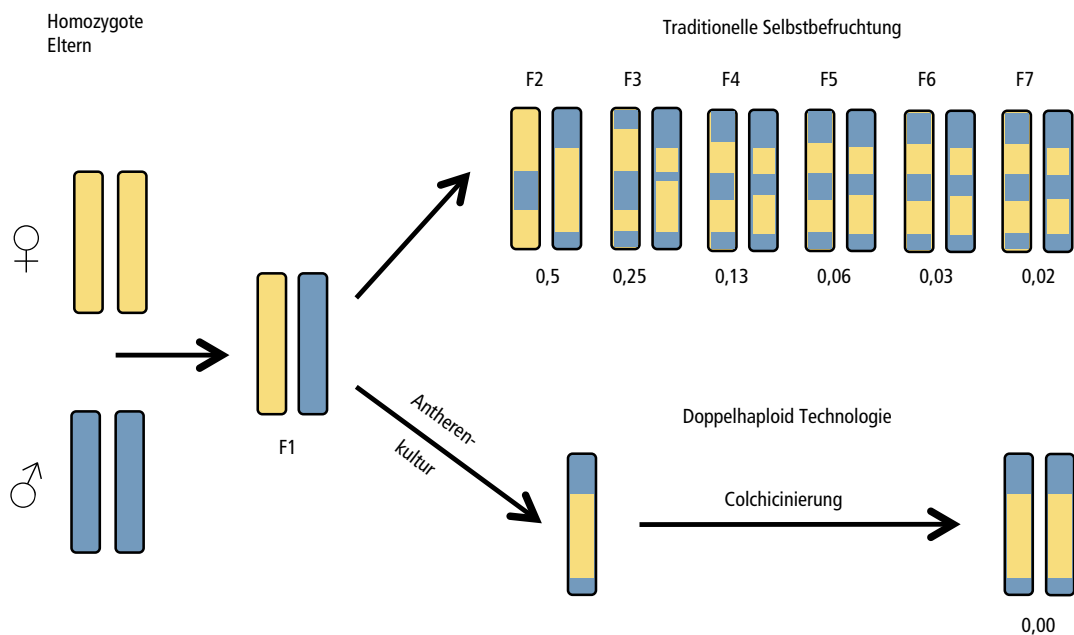 Homozygote
Eltern
Traditionelle Selbstbefruchtung
F2 F3 F4 F5 F6 F7
0,5 0,25 0,13 0,06 0,03 0,02
F1
Antheren-
kultur
Doppelhaploid Technologie
Colchicinierung
0,00